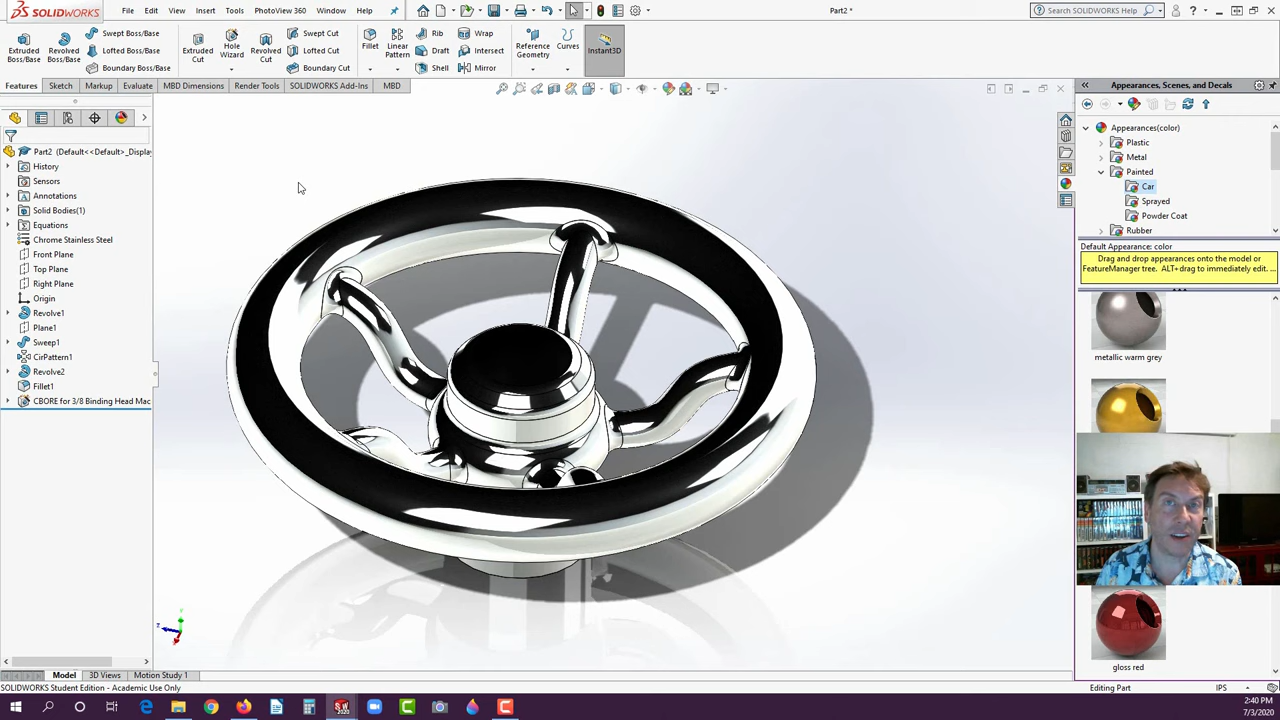 SOLIDWORKS
File Edit View Insert Tools PhotoView 360 Window Help
Part2 *
Search SOLIDWORKS Help
Extruded Boss/Base
Revolved Boss/Base
Swept Boss/Base
Lofted Boss/Base
Boundary Boss/Base
Extruded Cut
Hole Wizard
Revolved Cut
Swept Cut
Lofted Cut
Boundary Cut
Fillet
Linear Pattern
Rib
Draft
Shell
Wrap
Intersect
Mirror
Reference Geometry
Curves
Instant3D
Features Sketch Markup Evaluate MBD Dimensions Render Tools SOLIDWORKS Add-Ins MBD
Part2 (Default<<Default>_Display
History
Sensors
Annotations
Solid Bodies(1)
Equations
Chrome Stainless Steel
Front Plane
Top Plane
Right Plane
Origin
Revolve1
Plane1
Sweep1
CirPattern1
Revolve2
Fillet1
CBORE for 3/8 Binding Head Mac
Appearances, Scenes, and Decals
Appearances(color)
Plastic
Metal
Painted
Car
Sprayed
Powder Coat
Rubber
Default Appearance: color
Drag and drop appearances onto the model or
FeatureManager tree. ALT+drag to immediately edit. ...
metallic warm grey
gloss red
Model 3D Views Motion Study 1
SOLIDWORKS Student Edition - Academic Use Only
Editing Part
IPS
2:40 PM
7/3/2020